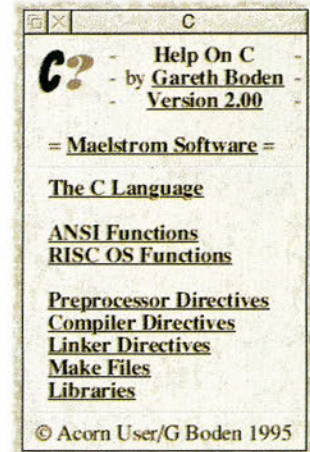 C
C?
- Help On C -
- by Gareth Boden -
- Version 2.00 -
= Maelstrom Software =
The C Language
ANSI Functions
RISC OS Functions
Preprocessor Directives
Compiler Directives
Linker Directives
Make Files
Libraries
© Acorn User/G Boden 1995